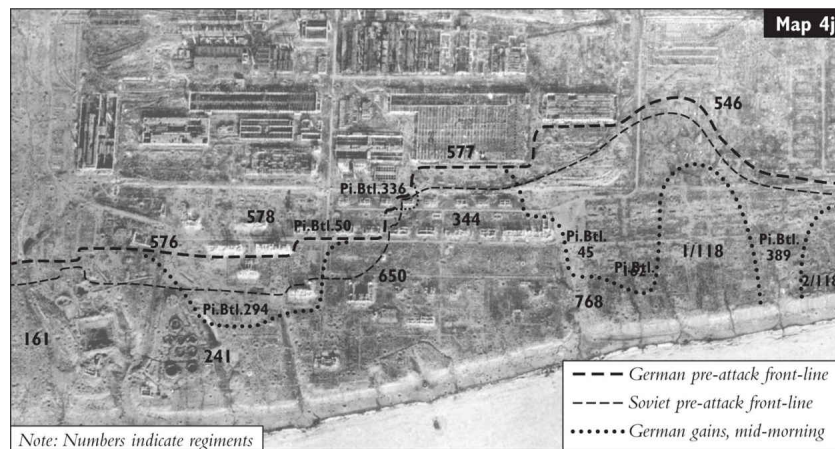 Map 4j
546
577
Pi.Btl.336
578
Pi.Btl.50
344
576
Pi.Btl.
45
Pi.Btl.
1/118
Pi.Btl.
389
650
Pi.Btl.294
768
2/118
161
241
German pre-attack front-line
Soviet pre-attack front-line
German gains, mid-morning
Note: Numbers indicate regiments